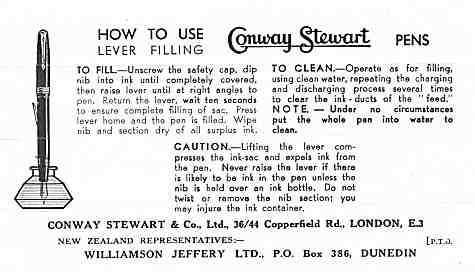 HOW TO USE
LEVER FILLING
Conway Stewart PENS
TO FILL.—Unscrew the safety cap, dip
nib into ink until completely covered,
then raise lever until at right angles to
pen. Return the lever, wait ten seconds
to ensure complete filling of sac. Press
lever home and the pen is filled. Wipe
nib and section dry of all surplus ink.
TO CLEAN.—Operate as for filling,
using clean water, repeating the charging
and discharging process several times
to clear the ink-ducts of the "feed."
NOTE. — Under no circumstances
put the whole pen into water to
clean.
CAUTION.—Lifting the lever com-
presses the ink-sac and expels ink from
the pen. Never raise the lever if there
is likely to be ink in the pen unless the
nib is held over an ink bottle. Do not
twist or remove the nib section; you
may injure the ink container.
CONWAY STEWART & Co., Ltd., 36/44 Copperfield Rd., LONDON, E.3
NEW ZEALAND REPRESENTATIVES:—
[P.T.O.
WILLIAMSON JEFFERY LTD., P.O. Box 386, DUNEDIN